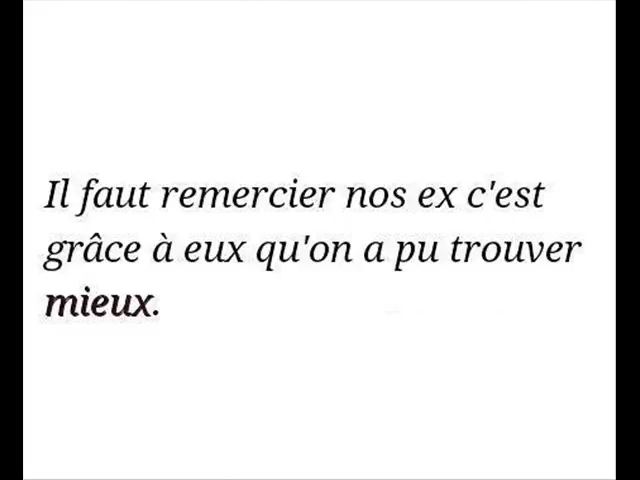 Il faut remercier nos ex c'est
grâce à eux qu'on a pu trouver
mieux.